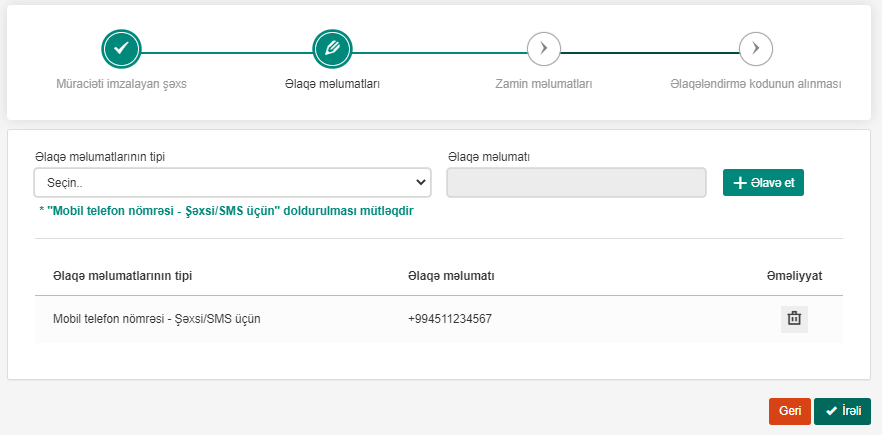 Müraciəti imzalayan şəxs
Əlaqə məlumatları
Zamin məlumatları
Əlaqələndirmə kodunun alınması
Əlaqə məlumatlarının tipi
Əlaqə məlumatı
Seçin..
Əlavə et
* "Mobil telefon nömrəsi - Şəxsi/SMS üçün" doldurulması mütləqdir
Əlaqə məlumatlarının tipi
Əlaqə məlumatı
Əməliyyat
Mobil telefon nömrəsi - Şəxsi/SMS üçün
+994511234567
Geri
İrəli